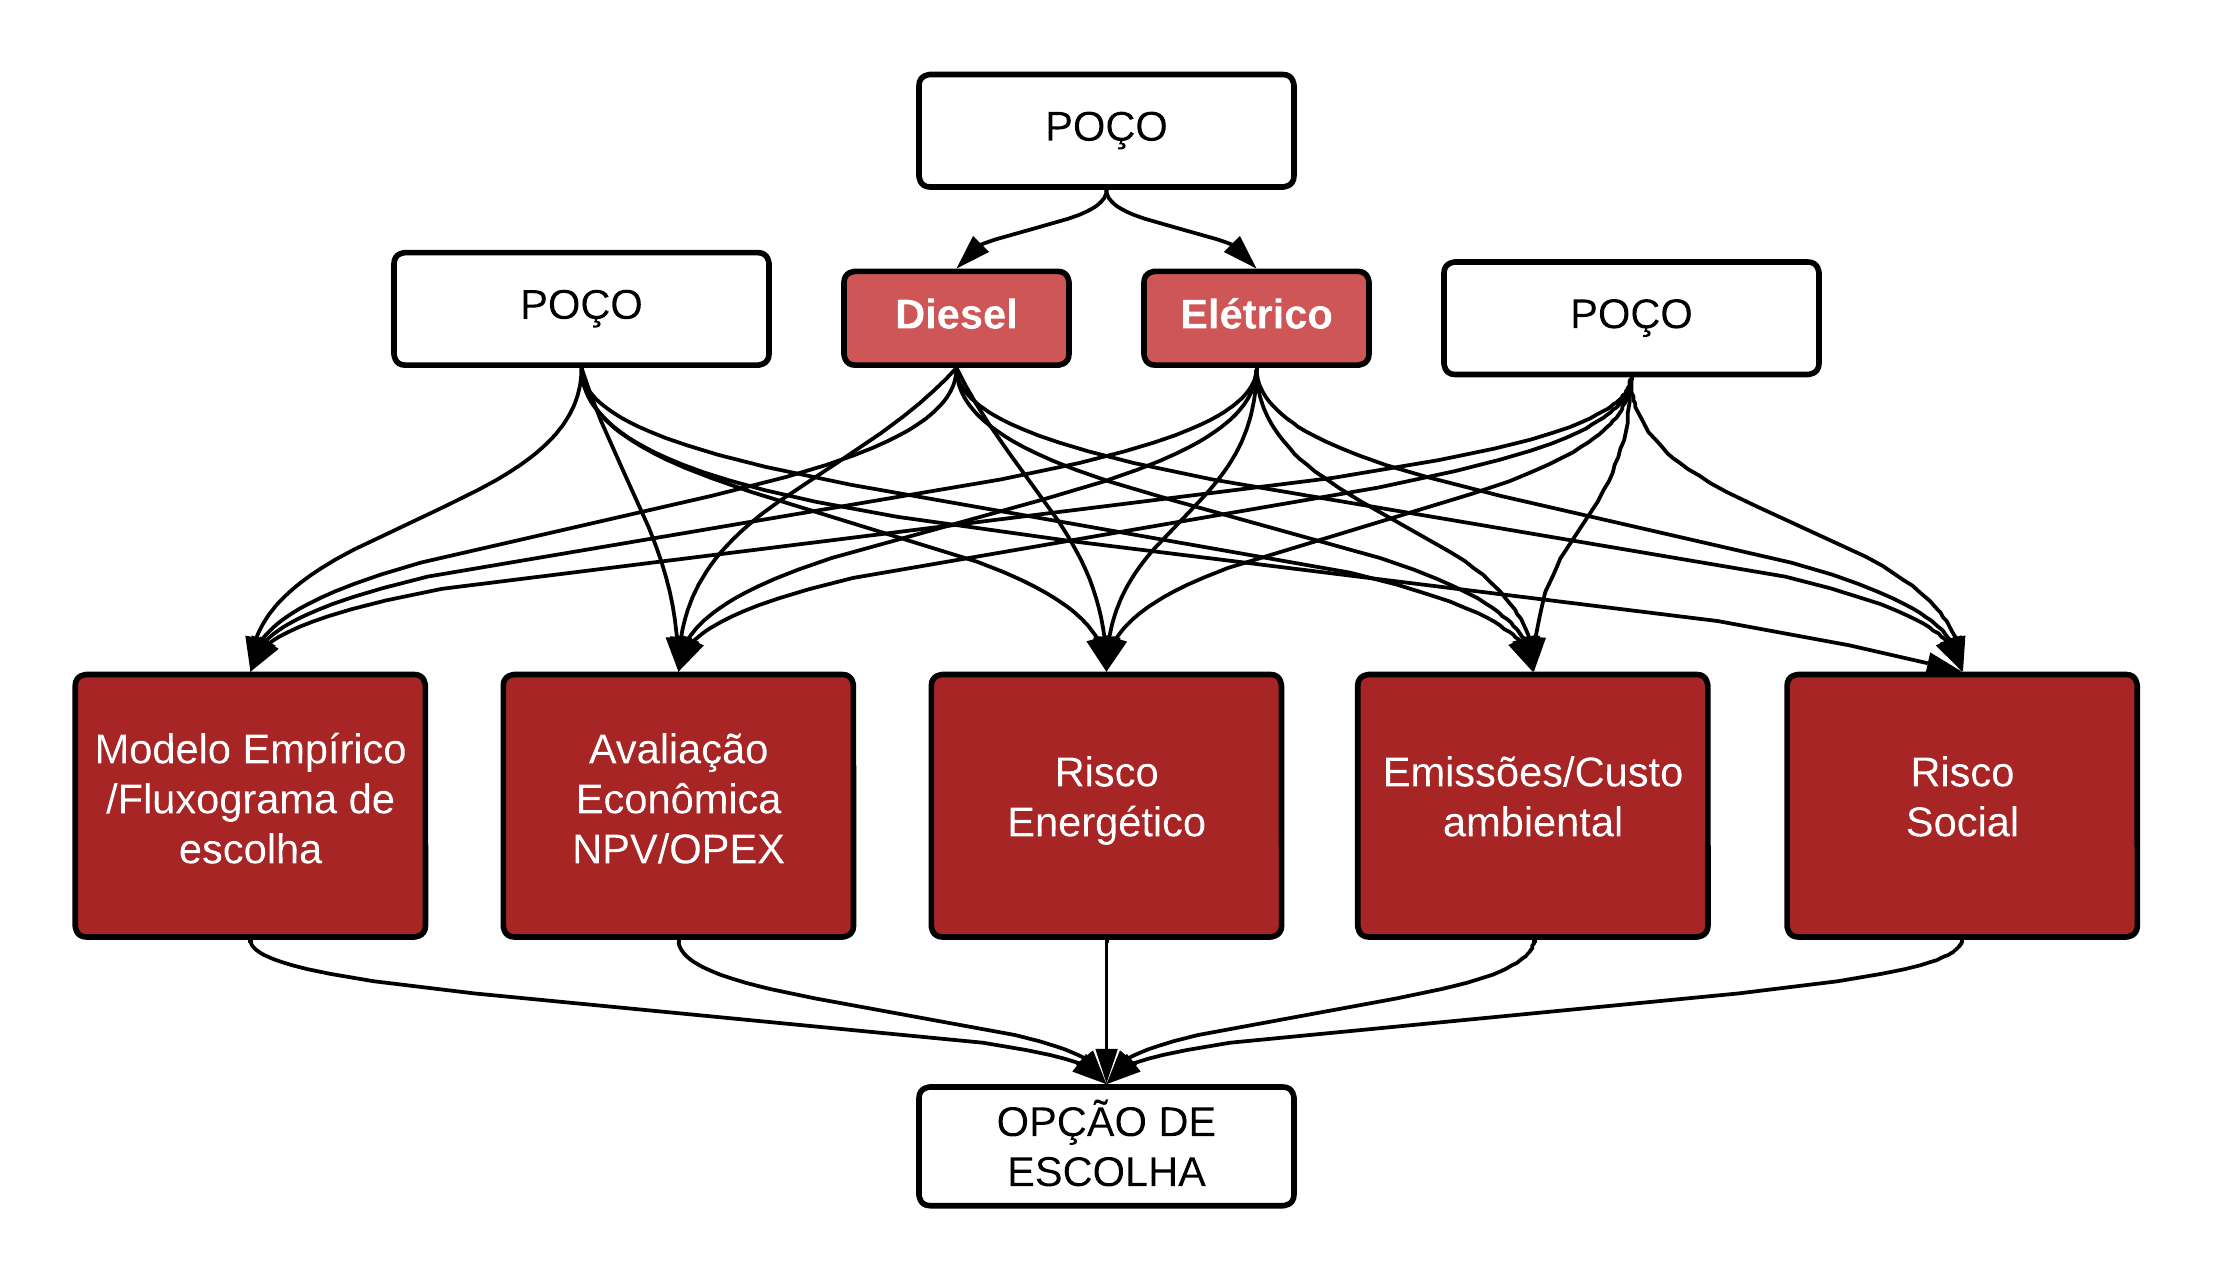 POÇO
POÇO
Diesel
Elétrico
POÇO
Modelo Empírico
/Fluxograma de
escolha
Avaliação
Econômica
NPV/OPEX
Risco
Energético
Emissões/Custo
ambiental
Risco
Social
OPÇÃO DE
ESCOLHA